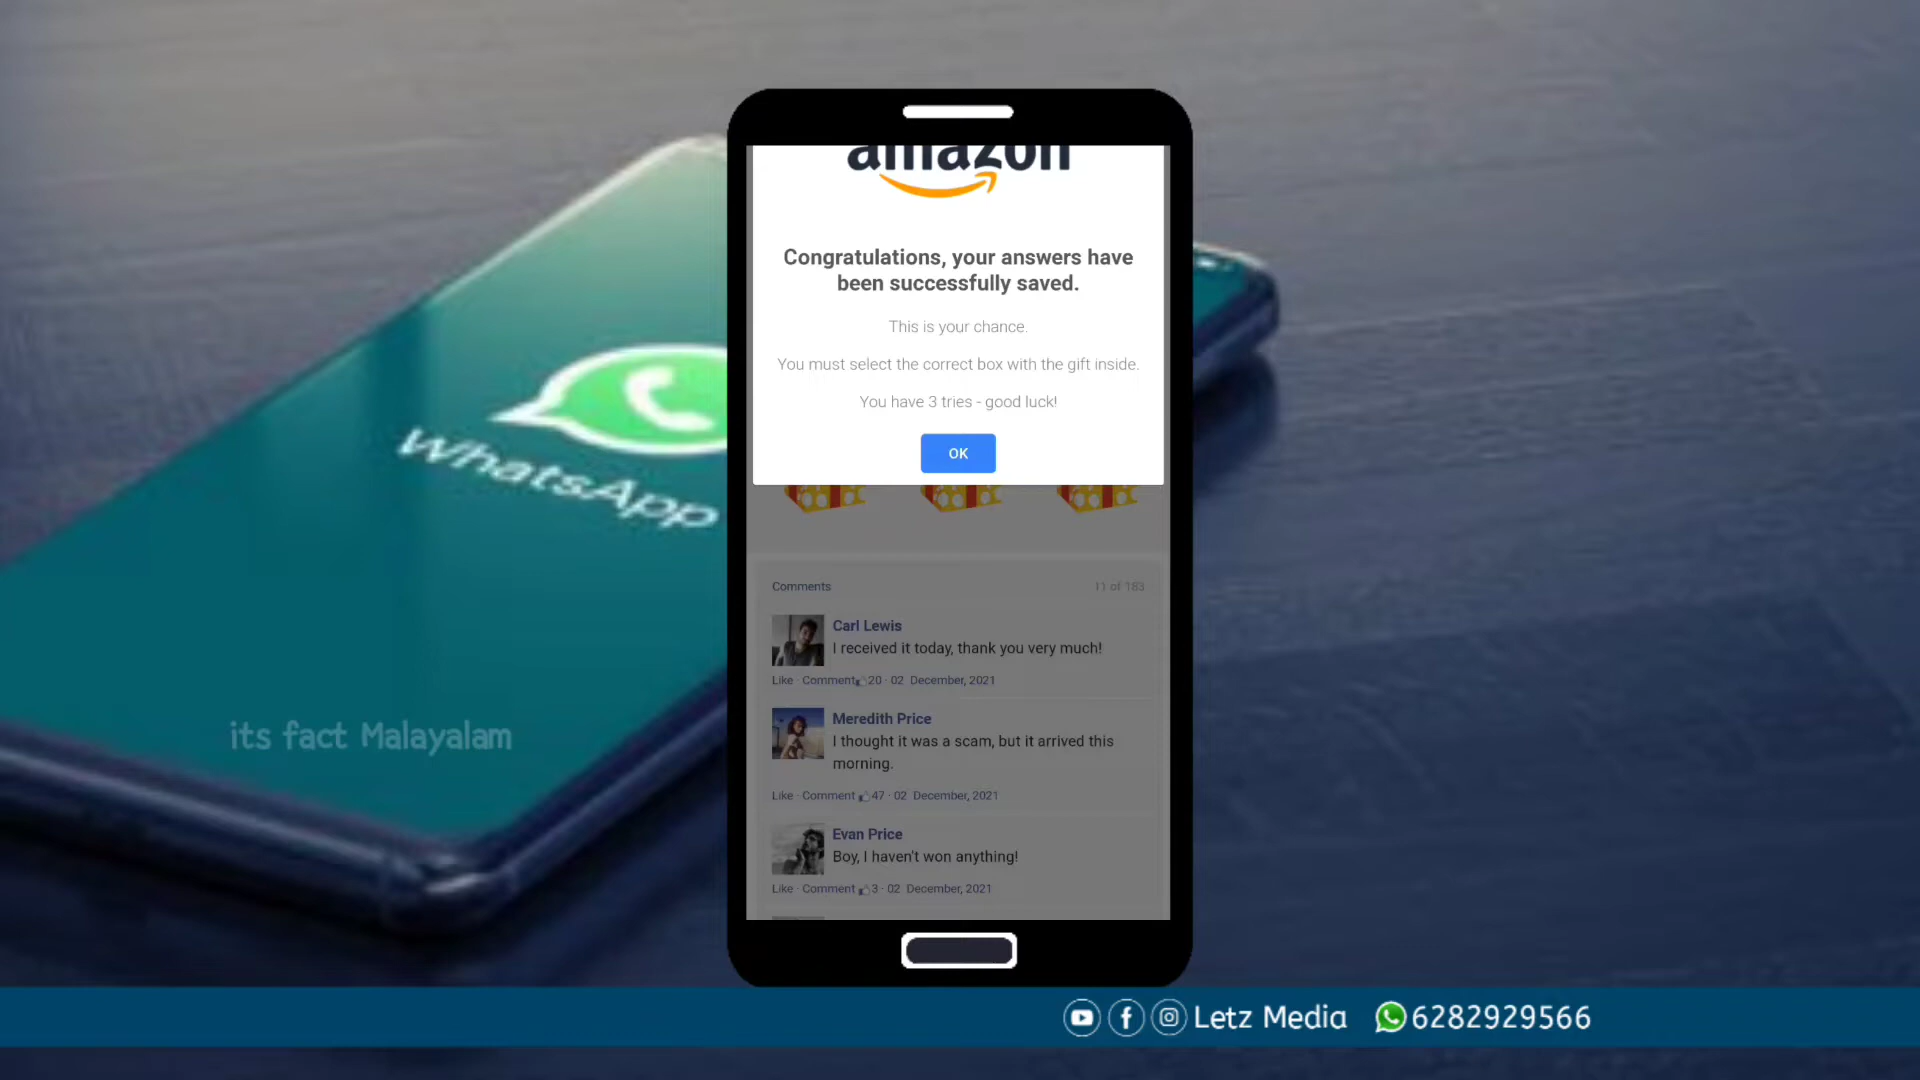 amazon
Congratulations, your answers have
been successfully saved.
This is your chance.
You must select the correct box with the gift inside.
You have 3 tries - good luck!
OK
WhatsApp
Comments 11 of 183
Carl Lewis
I received it today, thank you very much!
Like · Comment 20 · 02 December, 2021
Meredith Price
I thought it was a scam, but it arrived this
morning.
Like · Comment 47 · 02 December, 2021
Evan Price
Boy, I haven't won anything!
Like · Comment 3 · 02 December, 2021
its fact Malayalam
Letz Media 6282929566